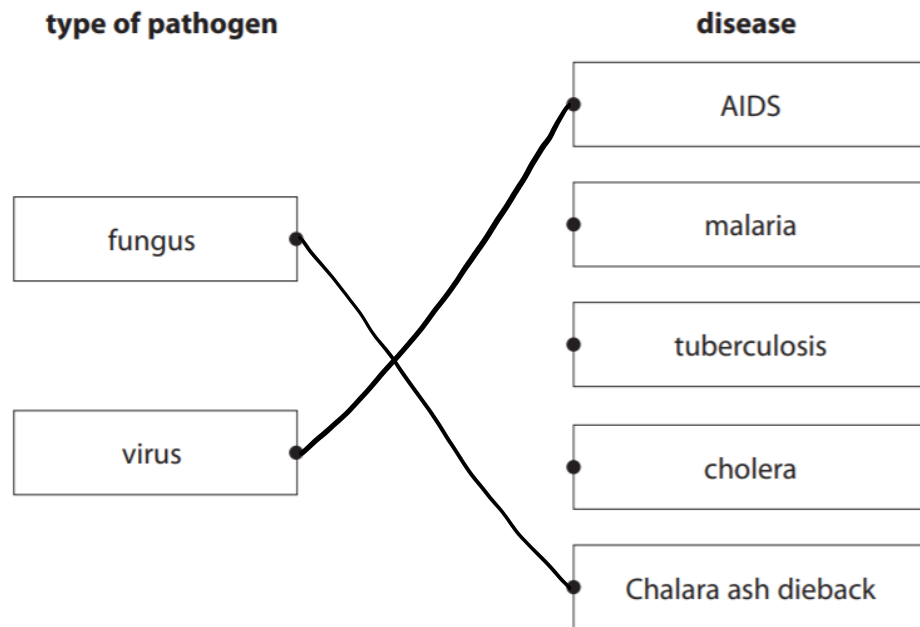 type of pathogen
disease
AIDS
malaria
fungus
tuberculosis
virus
cholera
Chalara ash dieback